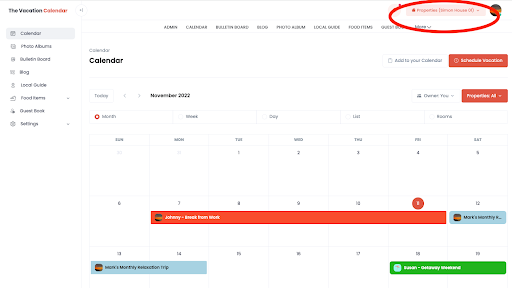 The Vacation Calendar
Properties (Simon House (
ADMIN CALENDAR BULLETIN BOARD BLOG PHOTO ALBUM LOCAL GUIDE FOOD ITEMS GUEST More
Calendar
Photo Albums
Bulletin Board
Blog
Local Guide
Food Items
Guest Book
Settings
Calendar
Calendar
Add to your Calendar
Schedule Vacation
Today < > November 2022
Owner: You
Properties: All
Month Week Day List Rooms
SUN MON TUE WED THU FRI SAT
30 31 1 2 3 4 5
6 7 8 9 10 11 12
Johnny - Break from Work
Mark's Monthly R...
13 14 15 16 17 18 19
Mark's Monthly Relaxation Trip
Susan - Getaway Weekend